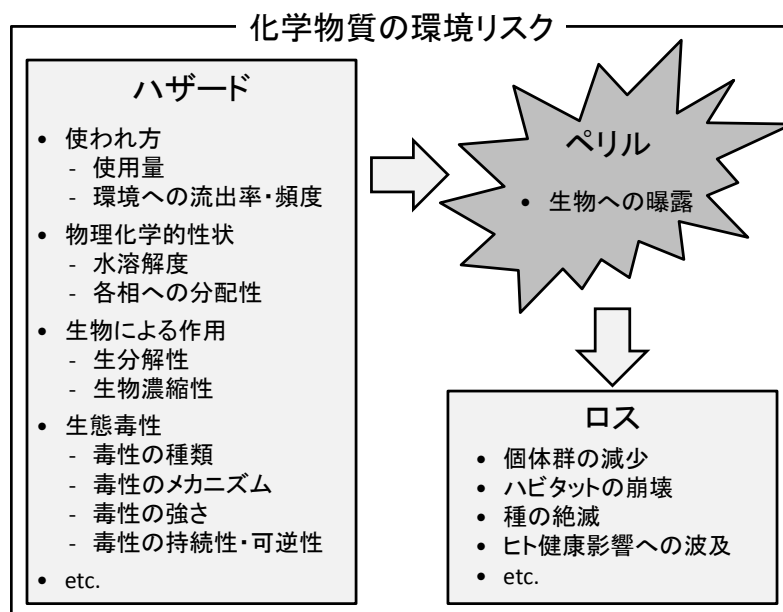 化学物質の環境リスク
ハザード
• 使われ方
- 使用量
- 環境への流出率・頻度
• 物理化学的性状
- 水溶解度
- 各相への分配性
• 生物による作用
- 生分解性
- 生物濃縮性
• 生態毒性
- 毒性の種類
- 毒性のメカニズム
- 毒性の強さ
- 毒性の持続性・可逆性
• etc.
ペリル
• 生物への曝露
ロス
• 個体群の減少
• ハビタットの崩壊
• 種の絶滅
• ヒト健康影響への波及
• etc.